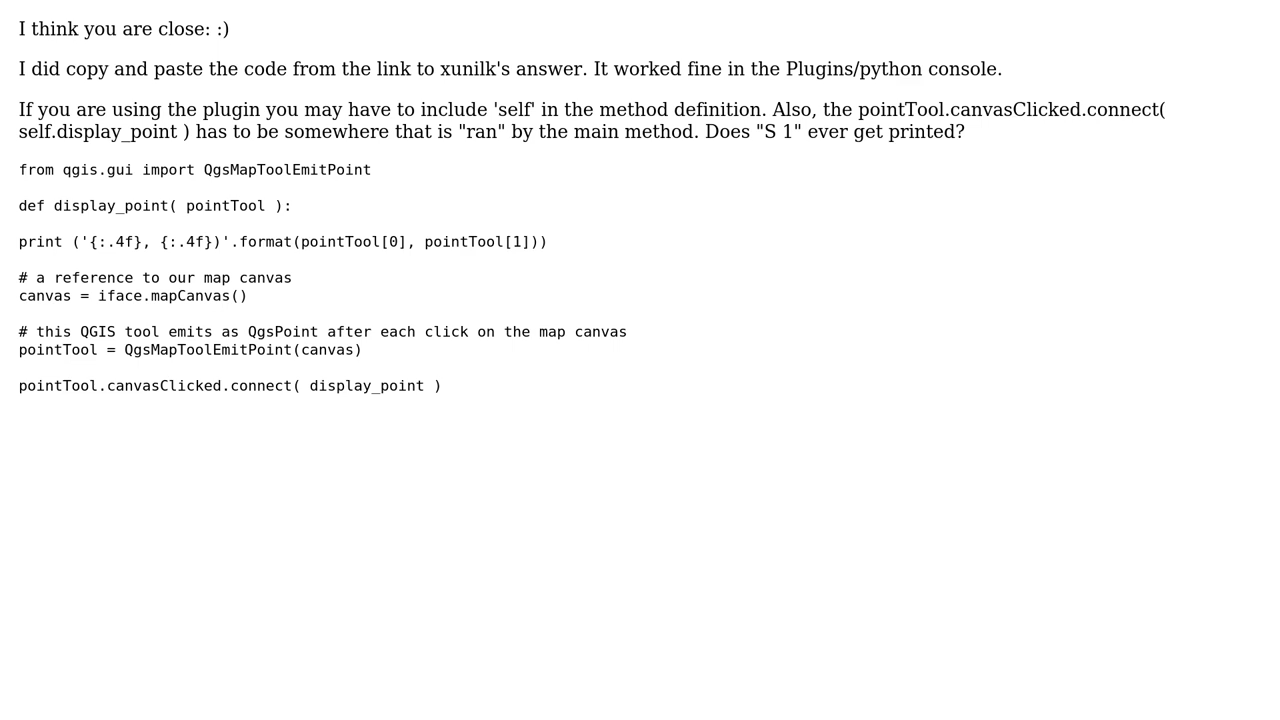 I think you are close: :)
I did copy and paste the code from the link to xunilk's answer. It worked fine in the Plugins/python console.
If you are using the plugin you may have to include 'self' in the method definition. Also, the pointTool.canvasClicked.connect(
self.display_point ) has to be somewhere that is "ran" by the main method. Does "S 1" ever get printed?
from qgis.gui import QgsMapToolEmitPoint
def display_point( pointTool ):
print ('{:.4f}, {:.4f})'.format(pointTool[0], pointTool[1]))
# a reference to our map canvas
canvas = iface.mapCanvas()
# this QGIS tool emits as QgsPoint after each click on the map canvas
pointTool = QgsMapToolEmitPoint(canvas)
pointTool.canvasClicked.connect( display_point )